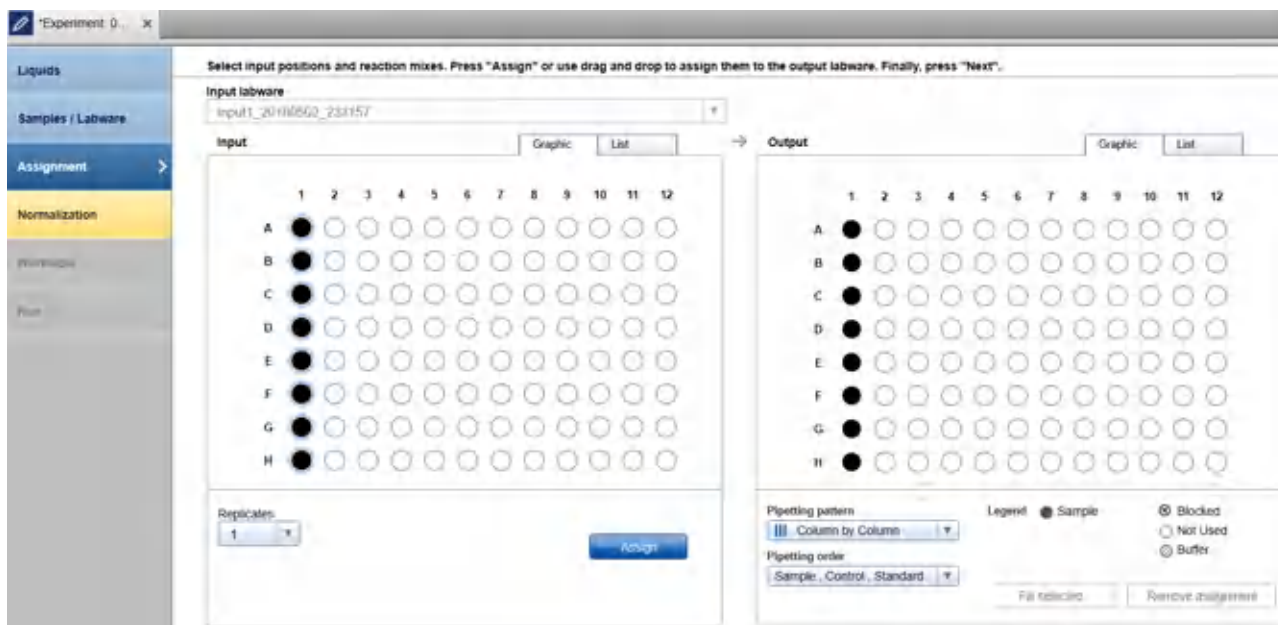 *Experiment 0... x
Liquids
Samples / Labware
Assignment >
Normalization
Worktable
Run
Select input positions and reaction mixes. Press "Assign" or use drag and drop to assign them to the output labware. Finally, press "Next".
Input labware
Input Graphic List
1 2 3 4 5 6 7 8 9 10 11 12
A
B
C
D
E
F
G
H
Replicates
1
Assign
→ Output Graphic List
1 2 3 4 5 6 7 8 9 10 11 12
A
B
C
D
E
F
G
H
Pipetting pattern
Column by Column
Pipetting order
Sample , Control , Standard
Legend Sample
Blocked
Not Used
Buffer
Fill selected
Remove assignment